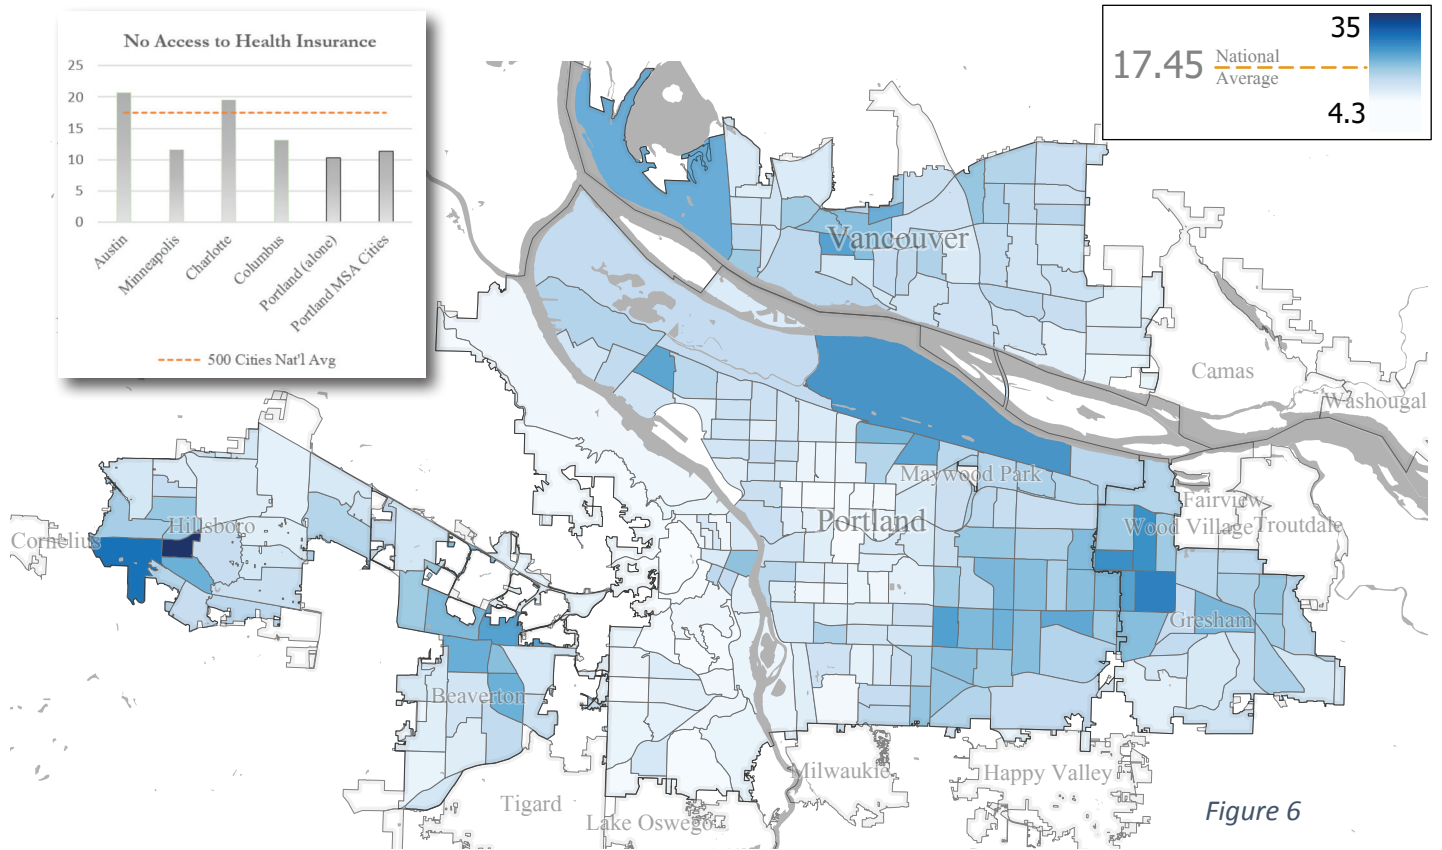 No Access to Health Insurance
25
20
15
10
5
0
Austin
Minneapolis
Charlotte
Columbus
Portland (alone)
Portland MSA Cities
500 Cities Nat'l Avg
35
17.45 National
Average
4.3
Vancouver
Camas
Washougal
Maywood Park
Fairview
Portland
Wood Village
Troutdale
Hillsboro
Cornelius
Gresham
Beaverton
Milwaukie
Happy Valley
Tigard
Lake Oswego
Figure 6